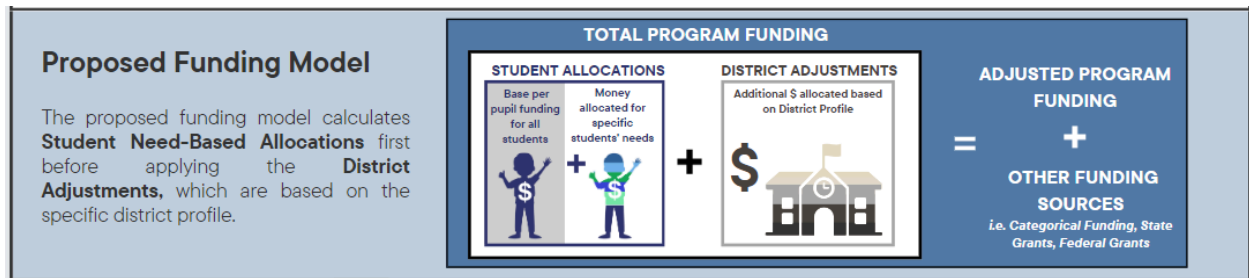 Proposed Funding Model
The proposed funding model calculates
Student Need-Based Allocations first
before applying the District
Adjustments, which are based on the
specific district profile.
TOTAL PROGRAM FUNDING
STUDENT ALLOCATIONS
Base per
pupil funding
for all
students
$
+
Money
allocated for
specific
students' needs
$
+
DISTRICT ADJUSTMENTS
Additional $ allocated based
on District Profile
$
=
ADJUSTED PROGRAM
FUNDING
+
OTHER FUNDING
SOURCES
i.e. Categorical Funding, State
Grants, Federal Grants